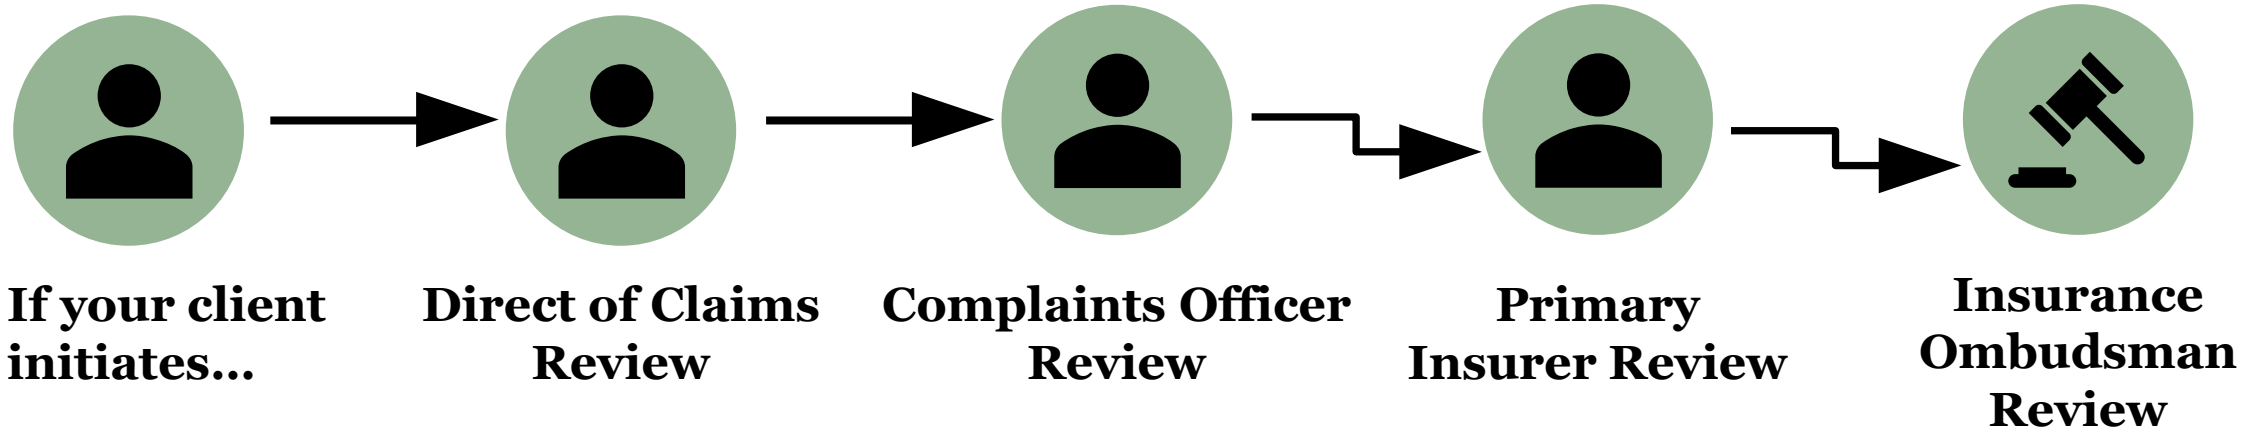 If your client
initiates...
Direct of Claims
Review
Complaints Officer
Review
Primary
Insurer Review
Insurance
Ombudsman
Review